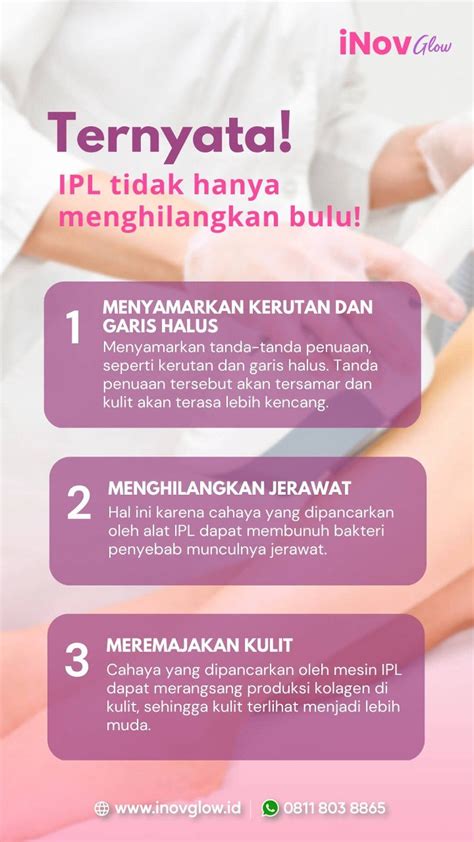 iNov Glow
Ternyata!
IPL tidak hanya
menghilangkan bulu!
1
MENYAMARKAN KERUTAN DAN
GARIS HALUS
Menyamarkan tanda-tanda penuaan,
seperti kerutan dan garis halus. Tanda
penuaan tersebut akan tersamar dan
kulit akan terasa lebih kencang.
2
MENGHILANGKAN JERAWAT
Hal ini karena cahaya yang dipancarkan
oleh alat IPL dapat membunuh bakteri
penyebab munculnya jerawat.
3
MEREMAJAKAN KULIT
Cahaya yang dipancarkan oleh mesin IPL
dapat merangsang produksi kolagen di
kulit, sehingga kulit terlihat menjadi lebih
muda.
www.inovglow.id | 0811 803 8865